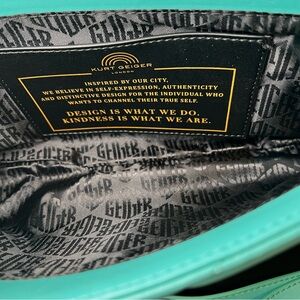 KURT GEIGER
LONDON
INSPIRED BY OUR CITY,
WE BELIEVE IN SELF-EXPRESSION, AUTHENTICITY
AND DISTINCTIVE DESIGN FOR THE INDIVIDUAL WHO
WANTS TO CHANNEL THEIR TRUE SELF.
DESIGN IS WHAT WE DO.
KINDNESS IS WHAT WE ARE.
GEIGER